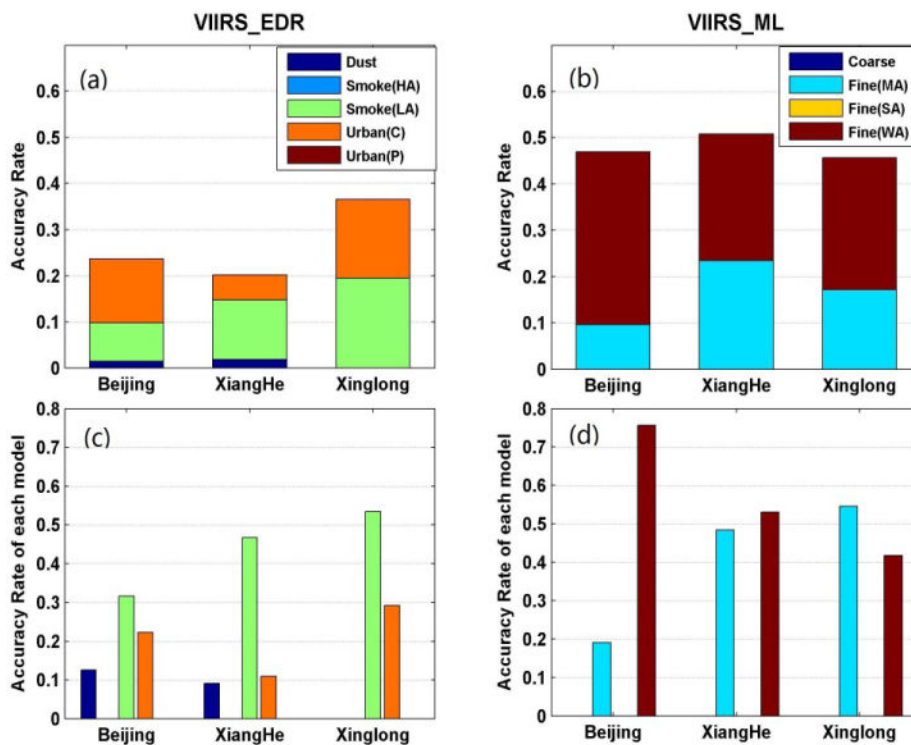 VIIRS_EDR
VIIRS_ML
(a)
Dust
Smoke(HA)
Smoke(LA)
Urban(C)
Urban(P)
Accuracy Rate
0.6
0.5
0.4
0.3
0.2
0.1
0
Beijing XiangHe Xinglong
(b)
Coarse
Fine(MA)
Fine(SA)
Fine(WA)
Accuracy Rate
0.6
0.5
0.4
0.3
0.2
0.1
0
Beijing XiangHe Xinglong
(c)
Accuracy Rate of each model
0.8
0.7
0.6
0.5
0.4
0.3
0.2
0.1
0
Beijing XiangHe Xinglong
(d)
Accuracy Rate of each model
0.8
0.7
0.6
0.5
0.4
0.3
0.2
0.1
0
Beijing XiangHe Xinglong